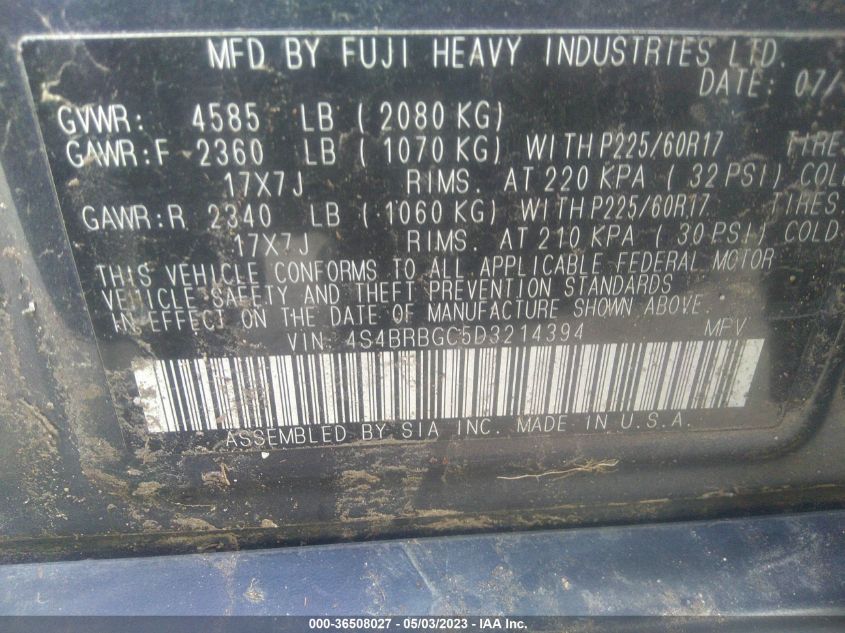 MFD BY FUJI HEAVY INDUSTRIES LTD.
DATE: 07/
GVWR: 4585 LB ( 2080 KG)
GAWR:F 2360 LB ( 1070 KG) WITH P225/60R17 TIRE
17X7J RIMS. AT 220 KPA ( 32 PSI) COL
GAWR:R 2340 LB ( 1060 KG) WITH P225/60R17 TIRES.
17X7J RIMS. AT 210 KPA ( 30 PSI) COLD
THIS VEHICLE CONFORMS TO ALL APPLICABLE FEDERAL MOTOR
VEHICLE SAFETY AND THEFT PREVENTION STANDARDS
IN EFFECT ON THE DATE OF MANUFACTURE SHOWN ABOVE.
VIN: 4S4BRBGC5D3214394 MPV
ASSEMBLED BY SIA INC. MADE IN U.S.A.
000-36508027 - 05/03/2023 - IAA Inc.